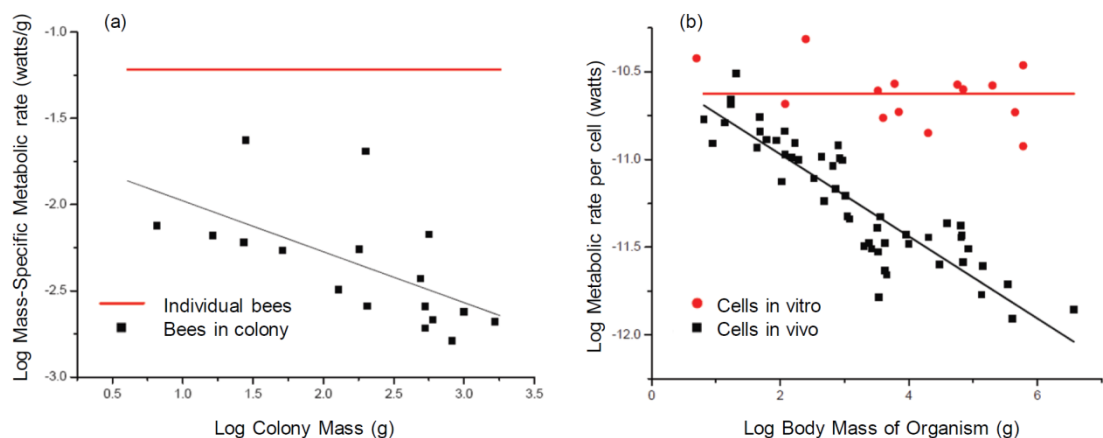 (a)
Log Mass-Specific Metabolic rate (watts/g)
-1.0
-1.5
-2.0
-2.5
-3.0
Individual bees
Bees in colony
0.5 1.0 1.5 2.0 2.5 3.0 3.5
Log Colony Mass (g)
(b)
Log Metabolic rate per cell (watts)
-10.5
-11.0
-11.5
-12.0
Cells in vitro
Cells in vivo
0 2 4 6
Log Body Mass of Organism (g)